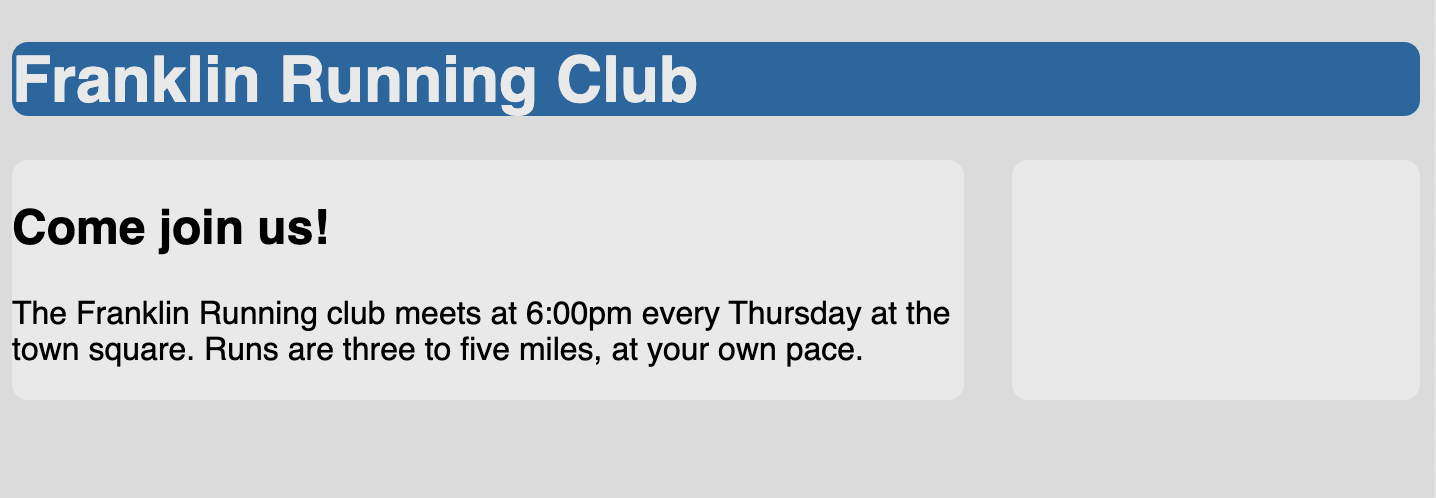 Franklin Running Club
Come join us!
The Franklin Running club meets at 6:00pm every Thursday at the
town square. Runs are three to five miles, at your own pace.